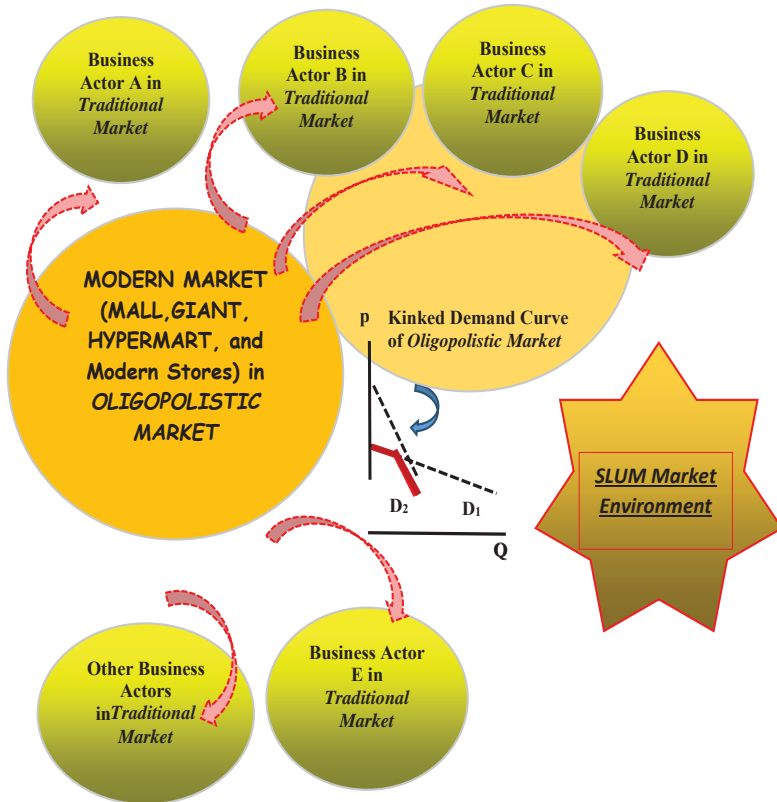 Business
Actor A in
Traditional
Market
Business
Actor B in
Traditional
Market
Business
Actor C in
Traditional
Market
Business
Actor D in
Traditional
Market
MODERN MARKET
(MALL,GIANT,
HYPERMART, and
Modern Stores) in
OLIGOPOLISTIC
MARKET
p
Kinked Demand Curve
of Oligopolistic Market
D2
D1
Q
SLUM Market
Environment
Other Business
Actors
inTraditional
Market
Business Actor
E in
Traditional
Market